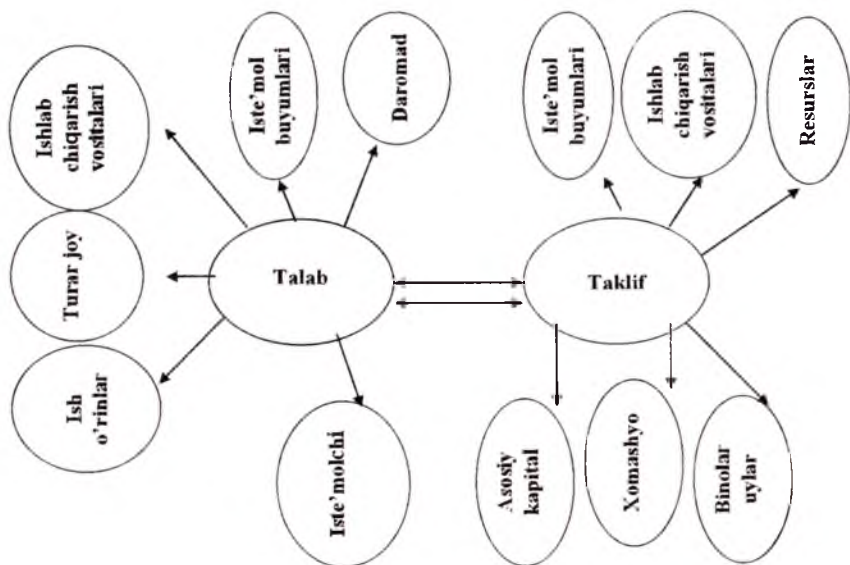 Ishlab
chiqarish
vositalari
Iste’mol
buyumlari
Daromad
Turar joy
Talab
Ish
o’rinlar
Iste’molchi
Iste’mol
buyumlari
Ishlab
chiqarish
vositalari
Resurslar
Taklif
Asosiy
kapital
Xomashyo
Binolar
uylar